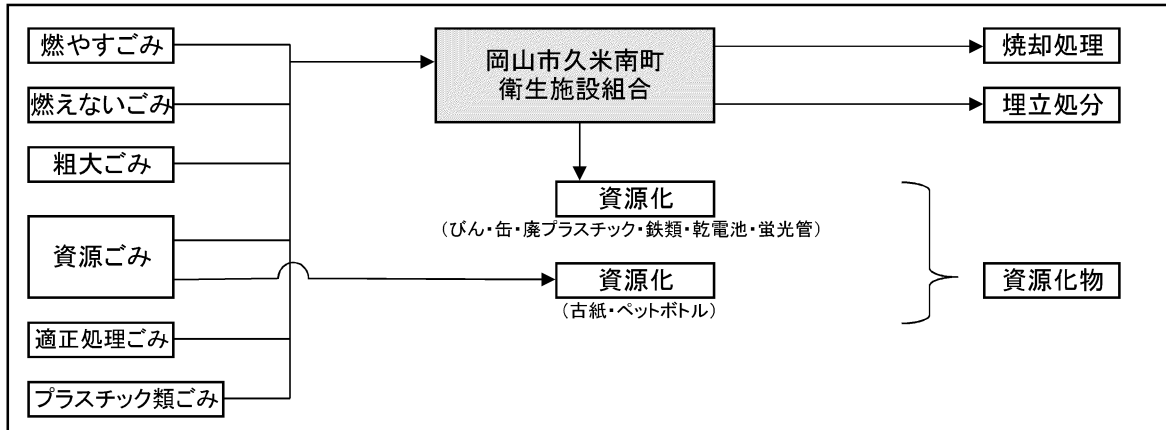 燃やすごみ
燃えないごみ
粗大ごみ
資源ごみ
適正処理ごみ
プラスチック類ごみ
岡山市久米南町
衛生施設組合
資源化
（びん・缶・廃プラスチック・鉄類・乾電池・蛍光管）
資源化
（古紙・ペットボトル）
焼却処理
埋立処分
資源化物